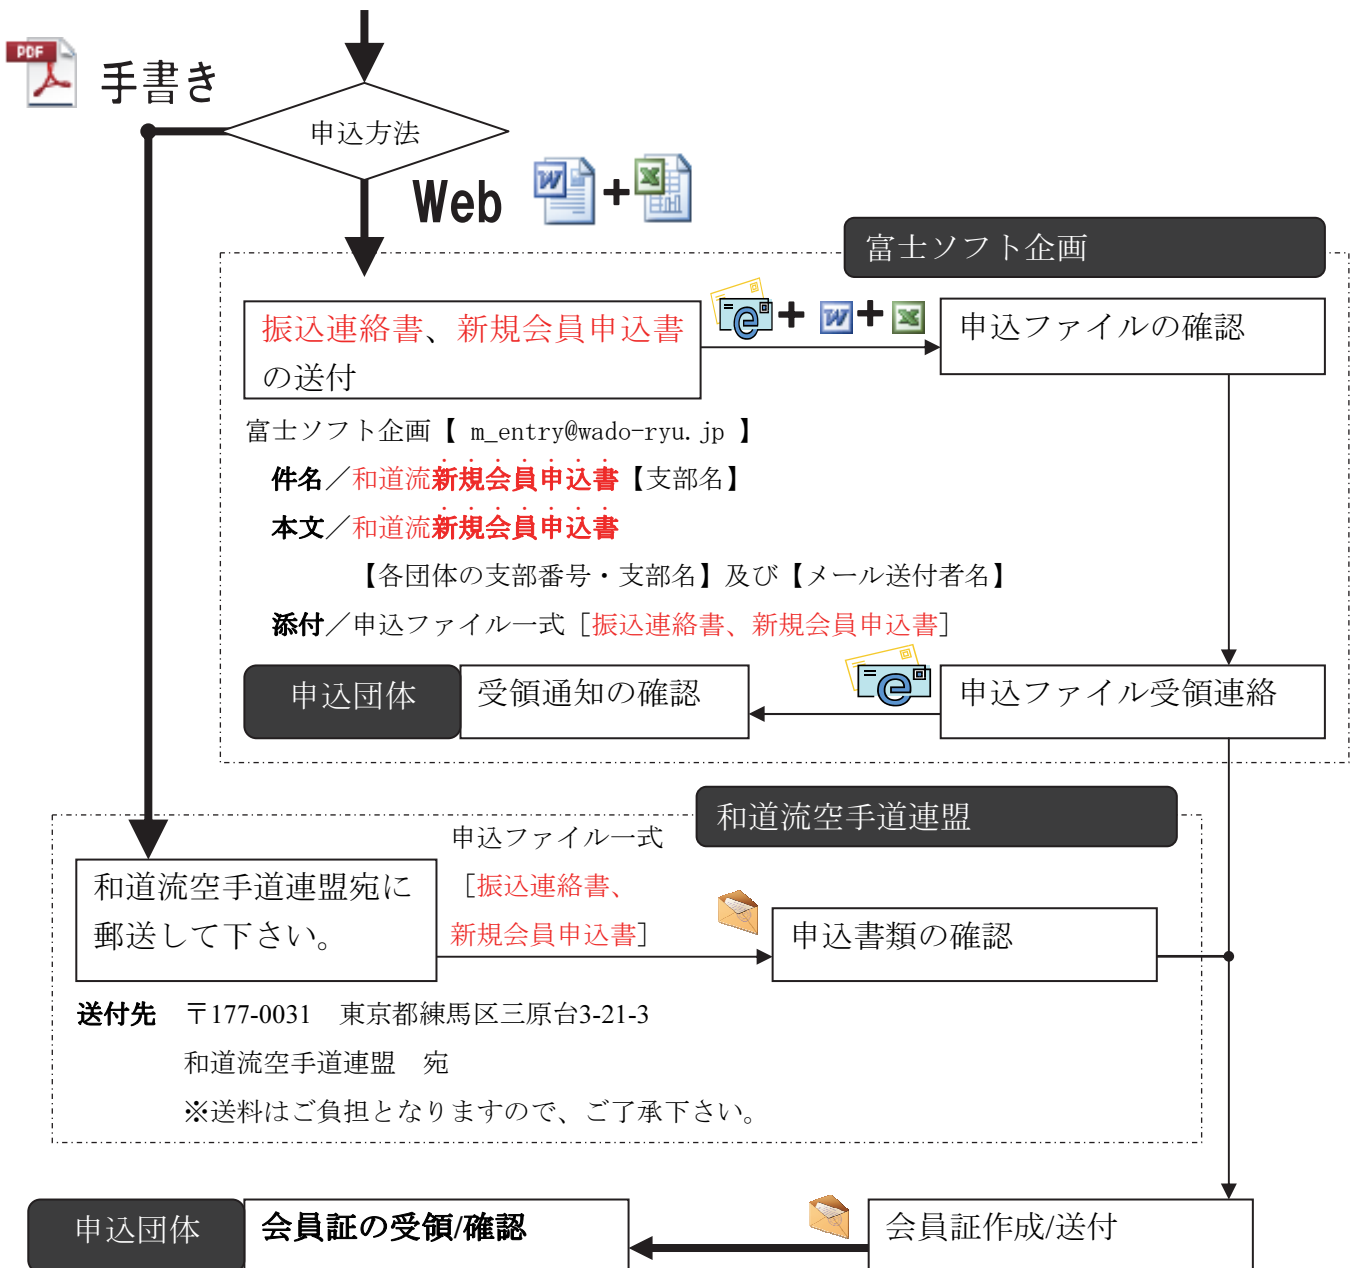 PDF
手書き
申込方法
Web
富士ソフト企画
振込連絡書、新規会員申込書
の送付
申込ファイルの確認
富士ソフト企画【 m_entry@wado-ryu.jp 】
件名／和道流新規会員申込書【支部名】
本文／和道流新規会員申込書
【各団体の支部番号・支部名】及び【メール送付者名】
添付／申込ファイル一式［振込連絡書、新規会員申込書］
申込団体
受領通知の確認
申込ファイル受領連絡
和道流空手道連盟
申込ファイル一式
［振込連絡書、
新規会員申込書］
和道流空手道連盟宛に
郵送して下さい。
申込書類の確認
送付先　〒177-0031　東京都練馬区三原台3-21-3
和道流空手道連盟　宛
※送料はご負担となりますので、ご了承下さい。
申込団体
会員証の受領/確認
会員証作成/送付